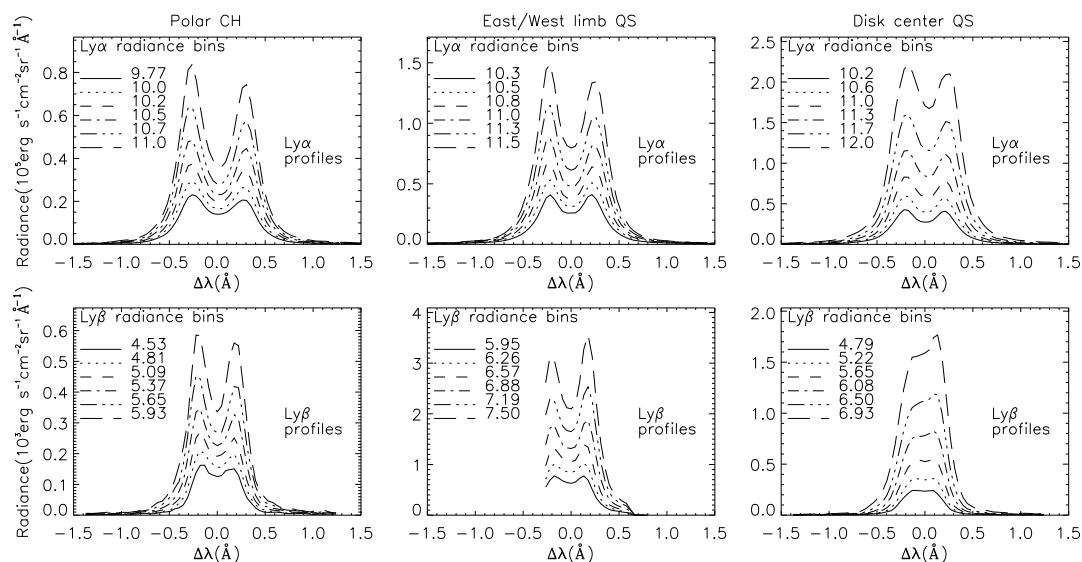 Polar CH
East/West limb QS
Disk center QS
Radiance(10⁵erg s⁻¹cm⁻²sr⁻¹Å⁻¹)
Lyα radiance bins
9.77
10.0
10.2
10.5
10.7
11.0
Lyα
profiles
0.8
0.6
0.4
0.2
0.0
−1.5 −1.0 −0.5 0.0 0.5 1.0 1.5
Δλ(Å)
Lyα radiance bins
10.3
10.5
10.8
11.0
11.3
11.5
Lyα
profiles
1.5
1.0
0.5
0.0
−1.5 −1.0 −0.5 0.0 0.5 1.0 1.5
Δλ(Å)
Lyα radiance bins
10.2
10.6
11.0
11.3
11.7
12.0
Lyα
profiles
2.5
2.0
1.5
1.0
0.5
0.0
−1.5 −1.0 −0.5 0.0 0.5 1.0 1.5
Δλ(Å)
Radiance(10³erg s⁻¹cm⁻²sr⁻¹Å⁻¹)
Lyβ radiance bins
4.53
4.81
5.09
5.37
5.65
5.93
Lyβ
profiles
0.6
0.5
0.4
0.3
0.2
0.1
0.0
−1.5 −1.0 −0.5 0.0 0.5 1.0 1.5
Δλ(Å)
Lyβ radiance bins
5.95
6.26
6.57
6.88
7.19
7.50
Lyβ
profiles
4
3
2
1
0
−1.5 −1.0 −0.5 0.0 0.5 1.0 1.5
Δλ(Å)
Lyβ radiance bins
4.79
5.22
5.65
6.08
6.50
6.93
Lyβ
profiles
2.0
1.5
1.0
0.5
0.0
−1.5 −1.0 −0.5 0.0 0.5 1.0 1.5
Δλ(Å)